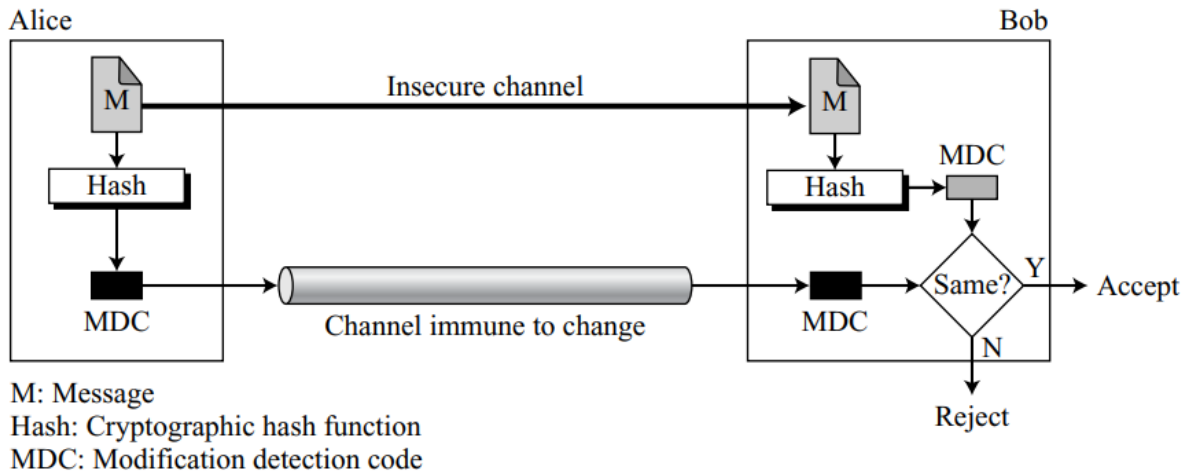 Alice
Bob
Insecure channel
M
M
MDC
Hash
Hash
Same?
Y
Accept
MDC
Channel immune to change
MDC
N
Reject
M: Message
Hash: Cryptographic hash function
MDC: Modification detection code